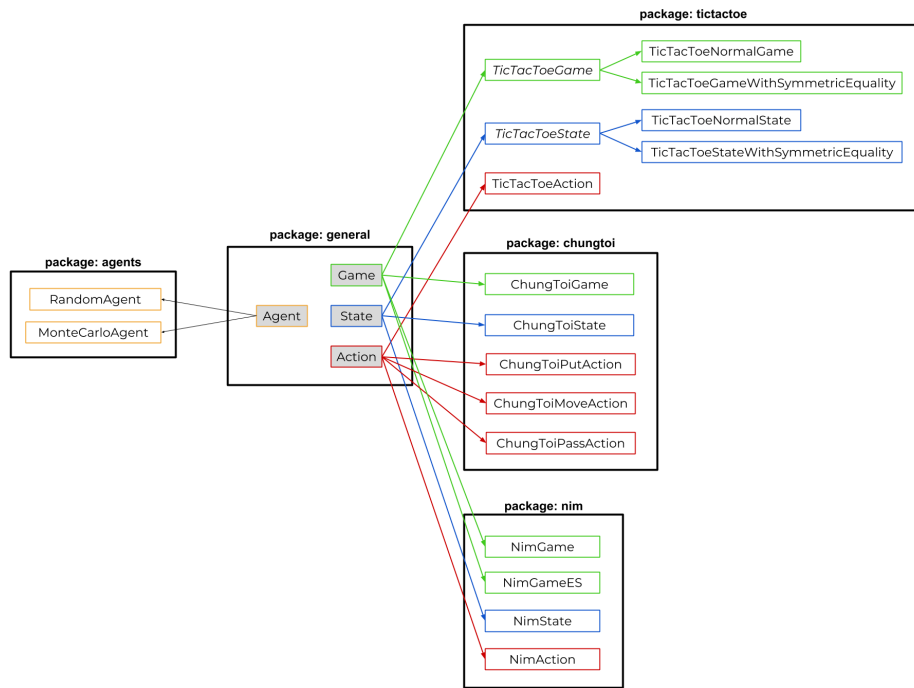 package: tictactoe
TicTacToeGame
TicTacToeNormalGame
TicTacToeGameWithSymmetricEquality
TicTacToeState
TicTacToeNormalState
TicTacToeStateWithSymmetricEquality
TicTacToeAction
package: general
Game
Agent
State
Action
package: agents
RandomAgent
MonteCarloAgent
package: chungtoi
ChungToiGame
ChungToiState
ChungToiPutAction
ChungToiMoveAction
ChungToiPassAction
package: nim
NimGame
NimGameES
NimState
NimAction